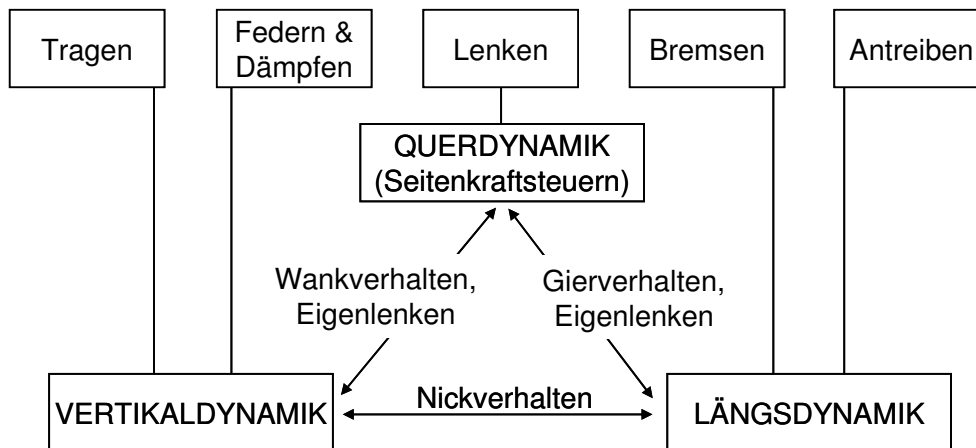 Tragen
Federn &
Dämpfen
Lenken
Bremsen
Antreiben
QUERDYNAMIK
(Seitenkraftsteuern)
Wankverhalten,
Eigenlenken
Gierverhalten,
Eigenlenken
VERTIKALDYNAMIK
Nickverhalten
LÄNGSDYNAMIK